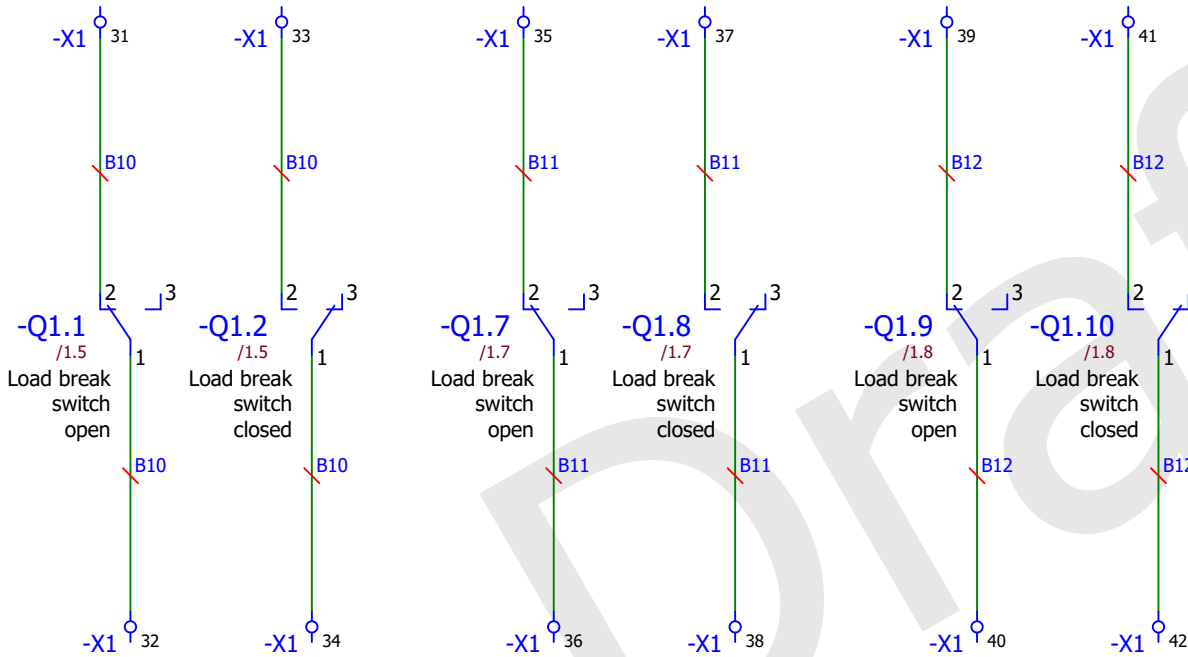 -X1 31 -X1 33 -X1 35 -X1 37 -X1 39 -X1 41
B10 B10 B11 B11 B12 B12
2 3 2 3 2 3 2 3 2 3 2
-Q1.1 -Q1.2 -Q1.7 -Q1.8 -Q1.9 -Q1.10
/1.5 1 /1.5 1 /1.7 1 /1.7 1 /1.8 1 /1.8 1
Load break Load break Load break Load break Load break Load break
switch switch switch switch switch switch
open closed open closed open closed
B10 B10 B11 B11 B12 B12
-X1 32 -X1 34 -X1 36 -X1 38 -X1 40 -X1 42
Draf